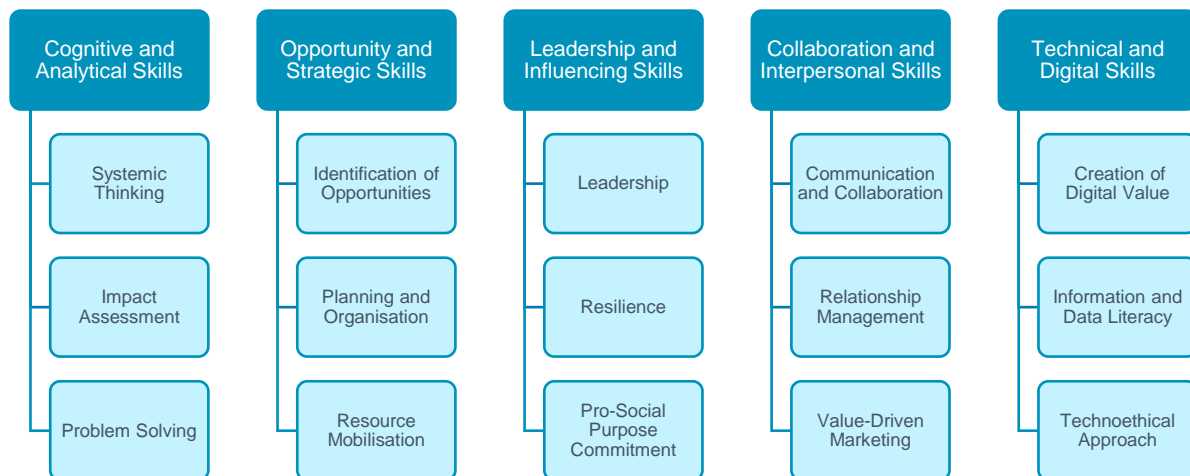 Cognitive and
Analytical Skills
Systemic
Thinking
Impact
Assessment
Problem Solving
Opportunity and
Strategic Skills
Identification of
Opportunities
Planning and
Organisation
Resource
Mobilisation
Leadership and
Influencing Skills
Leadership
Resilience
Pro-Social
Purpose
Commitment
Collaboration and
Interpersonal Skills
Communication
and Collaboration
Relationship
Management
Value-Driven
Marketing
Technical and
Digital Skills
Creation of
Digital Value
Information and
Data Literacy
Technoethical
Approach